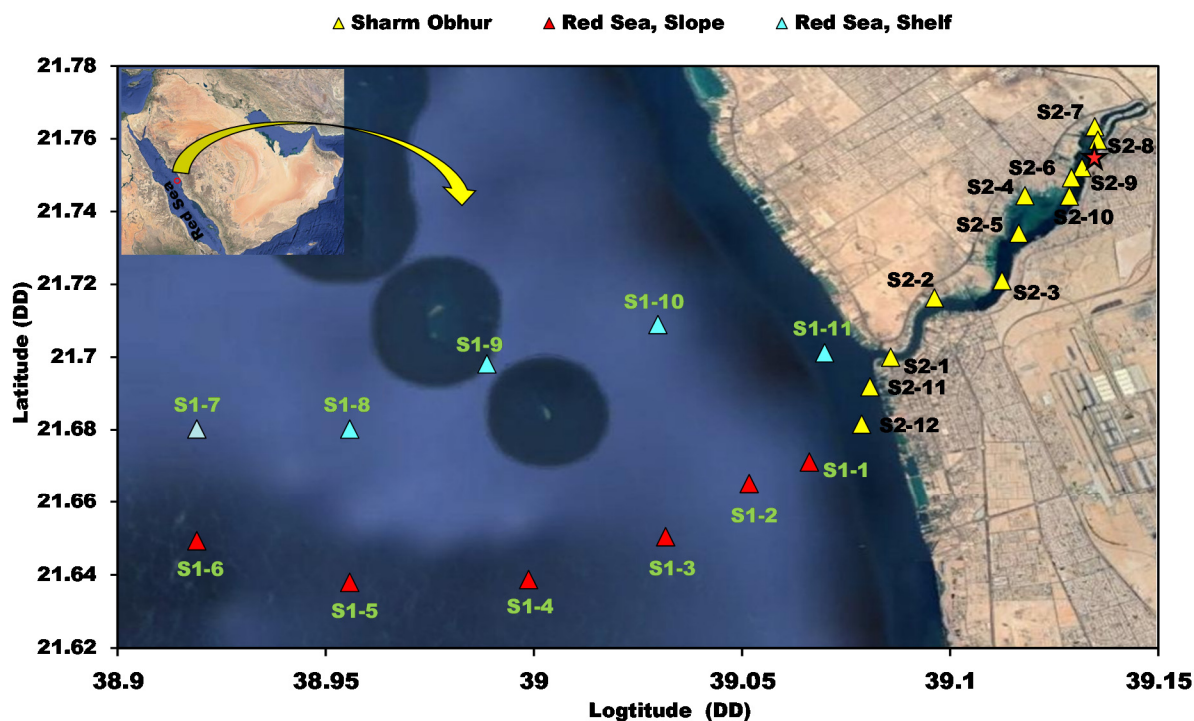 Sharm Obhur Red Sea, Slope Red Sea, Shelf
21.78
21.76
21.74
21.72
21.7
21.68
21.66
21.64
21.62
Latitude (DD)
Red Sea
S2-7
S2-8
S2-6
S2-9
S2-4
S2-10
S2-5
S2-2
S2-3
S1-10
S1-11
S1-9
S2-1
S2-11
S1-7
S1-8
S2-12
S1-1
S1-2
S1-3
S1-6
S1-5
S1-4
38.9 38.95 39 39.05 39.1 39.15
Logtitude (DD)